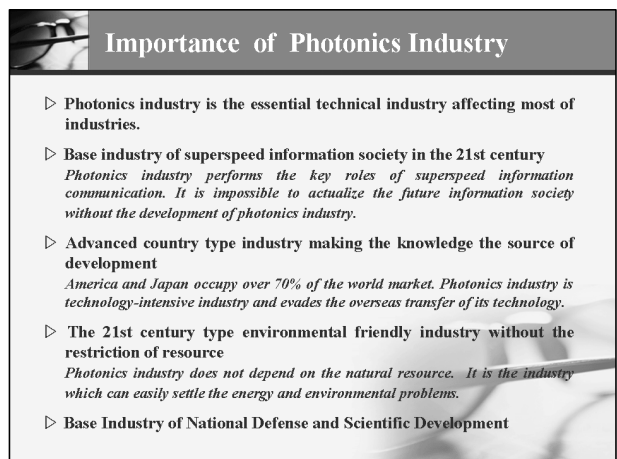 Importance of Photonics Industry
▷ Photonics industry is the essential technical industry affecting most of
industries.
▷ Base industry of superspeed information society in the 21st century
Photonics industry performs the key roles of superspeed information
communication. It is impossible to actualize the future information society
without the development of photonics industry.
▷ Advanced country type industry making the knowledge the source of
development
America and Japan occupy over 70% of the world market. Photonics industry is
technology-intensive industry and evades the overseas transfer of its technology.
▷ The 21st century type environmental friendly industry without the
restriction of resource
Photonics industry does not depend on the natural resource. It is the industry
which can easily settle the energy and environmental problems.
▷ Base Industry of National Defense and Scientific Development